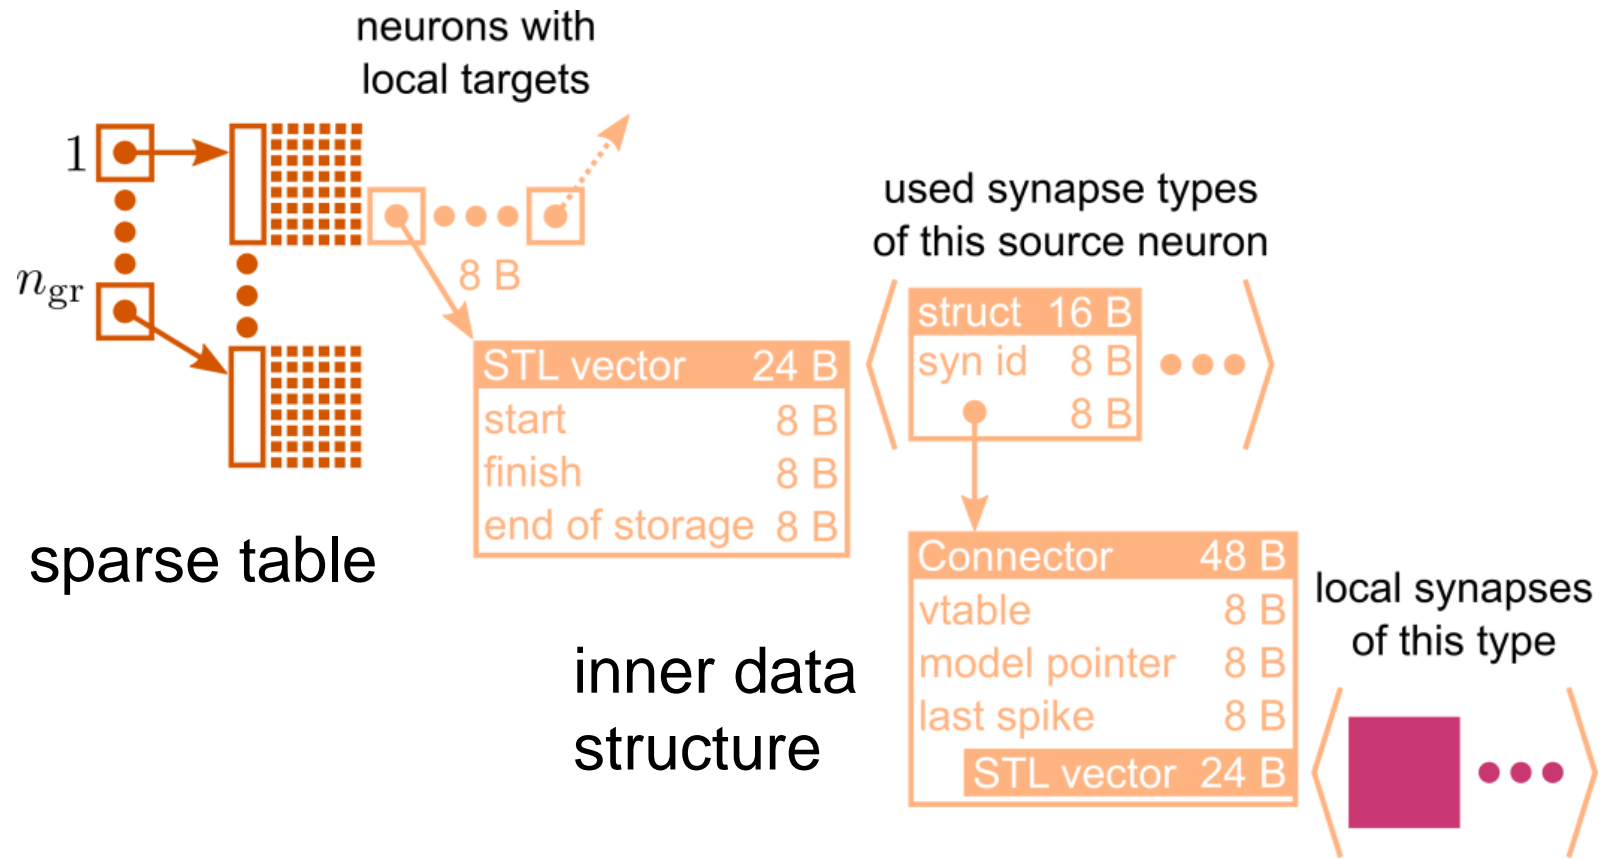 neurons with
local targets
1
n_gr
8 B
used synapse types
of this source neuron
struct 16 B
syn id 8 B
8 B
STL vector 24 B
start 8 B
finish 8 B
end of storage 8 B
sparse table
inner data
structure
Connector 48 B
vtable 8 B
model pointer 8 B
last spike 8 B
STL vector 24 B
local synapses
of this type